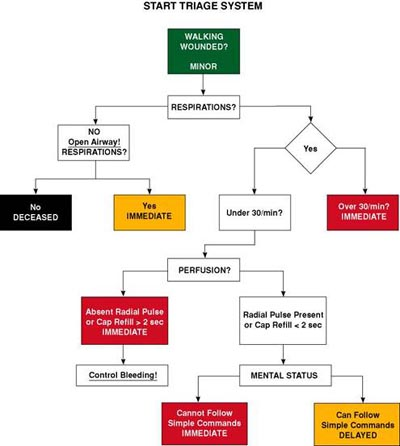 START TRIAGE SYSTEM
WALKING
WOUNDED?
MINOR
RESPIRATIONS?
NO
Open Airway!
RESPIRATIONS?
Yes
No
DECEASED
Yes
IMMEDIATE
Under 30/min?
Over 30/min?
IMMEDIATE
PERFUSION?
Absent Radial Pulse
or Cap Refill > 2 sec
IMMEDIATE
Radial Pulse Present
or Cap Refill < 2 sec
Control Bleeding!
MENTAL STATUS
Cannot Follow
Simple Commands
IMMEDIATE
Can Follow
Simple Commands
DELAYED